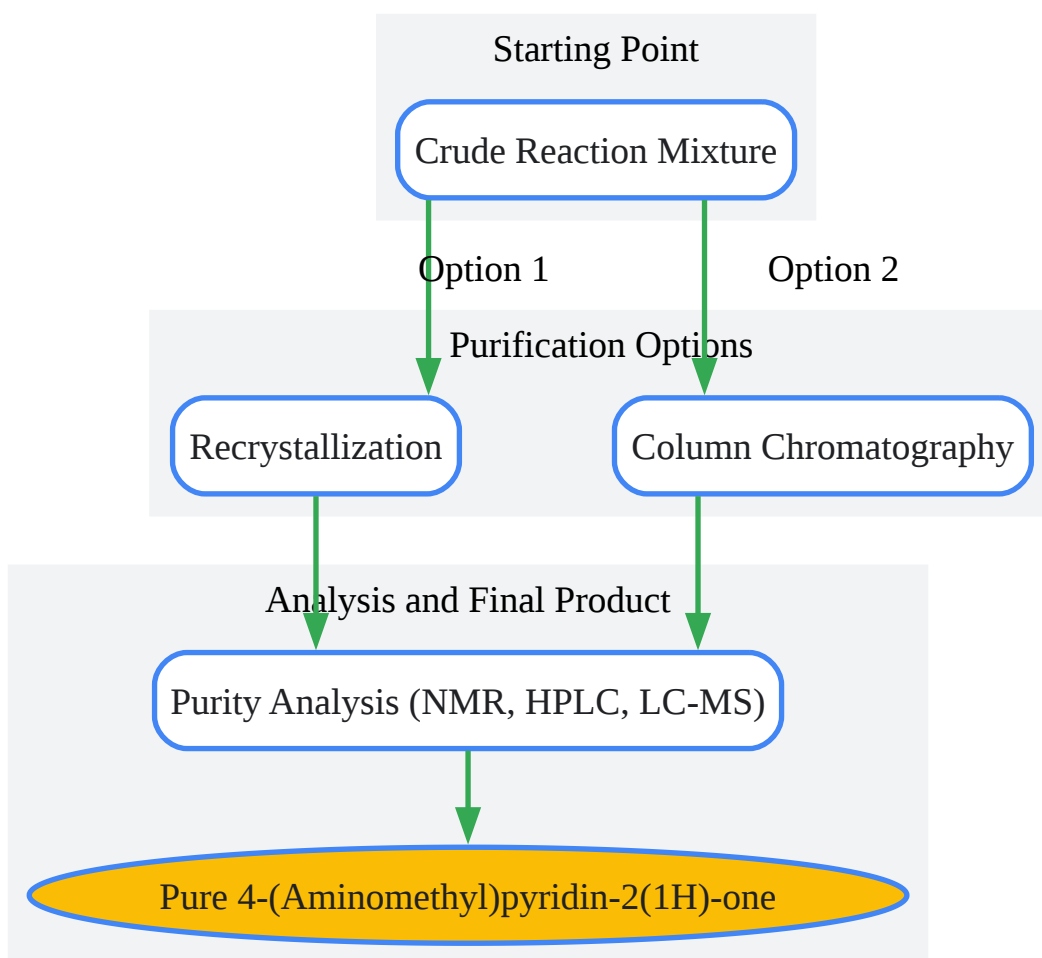 Starting Point
Crude Reaction Mixture
Option 1
Option 2
Purification Options
Recrystallization
Column Chromatography
Analysis and Final Product
Purity Analysis (NMR, HPLC, LC-MS)
Pure 4-(Aminomethyl)pyridin-2(1H)-one